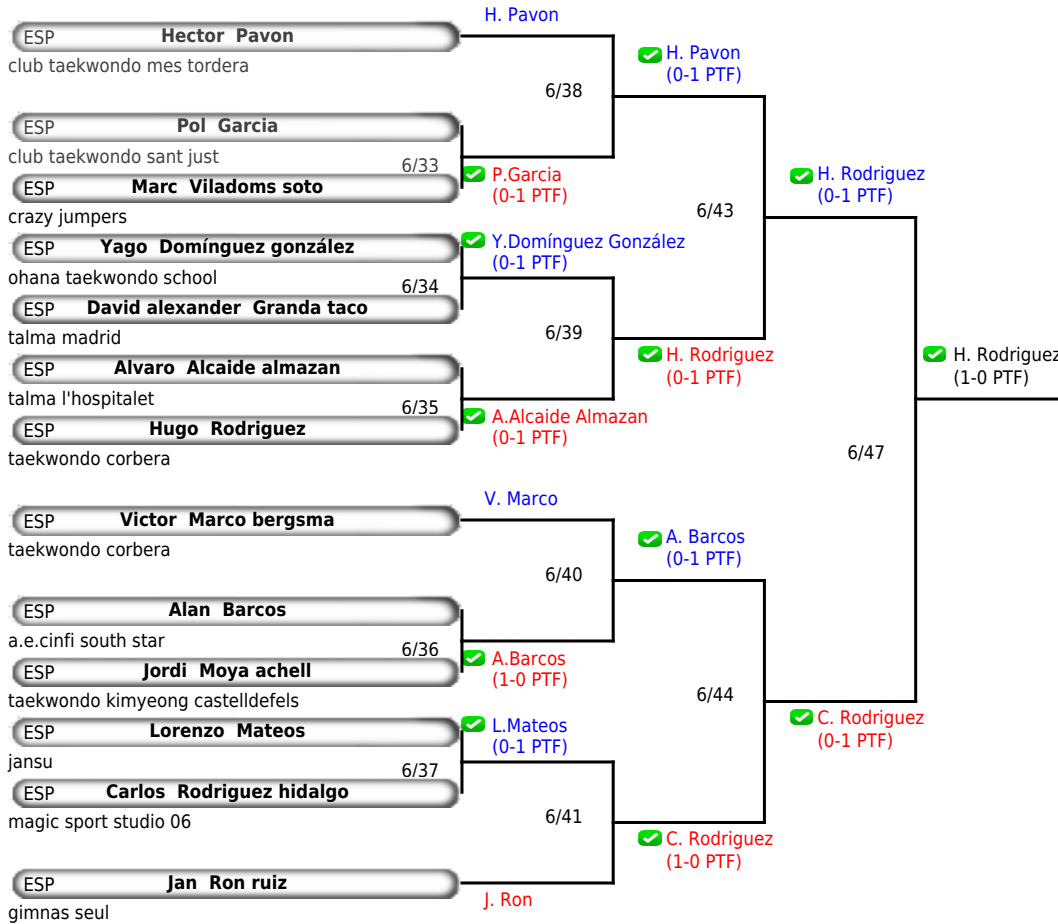 H. Pavon
ESP Hector Pavon
club taekwondo mes tordera
H. Pavon
(0-1 PTF)
6/38
ESP Pol Garcia
club taekwondo sant just
6/33
P.Garcia
(0-1 PTF)
ESP Marc Viladoms soto
crazy jumpers
H. Rodriguez
(0-1 PTF)
6/43
ESP Yago Domínguez gonzález
ohana taekwondo school
Y.Domínguez González
(0-1 PTF)
6/34
ESP David alexander Granda taco
talma madrid
6/39
H. Rodriguez
(0-1 PTF)
H. Rodriguez
(1-0 PTF)
ESP Alvaro Alcaide almazan
talma l'hospitalet
6/35
A.Alcaide Almazan
(0-1 PTF)
ESP Hugo Rodriguez
taekwondo corbera
6/47
V. Marco
ESP Victor Marco bergsma
taekwondo corbera
A. Barcos
(0-1 PTF)
6/40
ESP Alan Barcos
a.e.cinfi south star
6/36
A.Barcos
(1-0 PTF)
ESP Jordi Moya achell
taekwondo kimyeong castelldefels
6/44
C. Rodriguez
(0-1 PTF)
ESP Lorenzo Mateos
jansu
L.Mateos
(0-1 PTF)
6/37
ESP Carlos Rodriguez hidalgo
magic sport studio 06
6/41
C. Rodriguez
(1-0 PTF)
ESP Jan Ron ruiz
gimnas seul
J. Ron